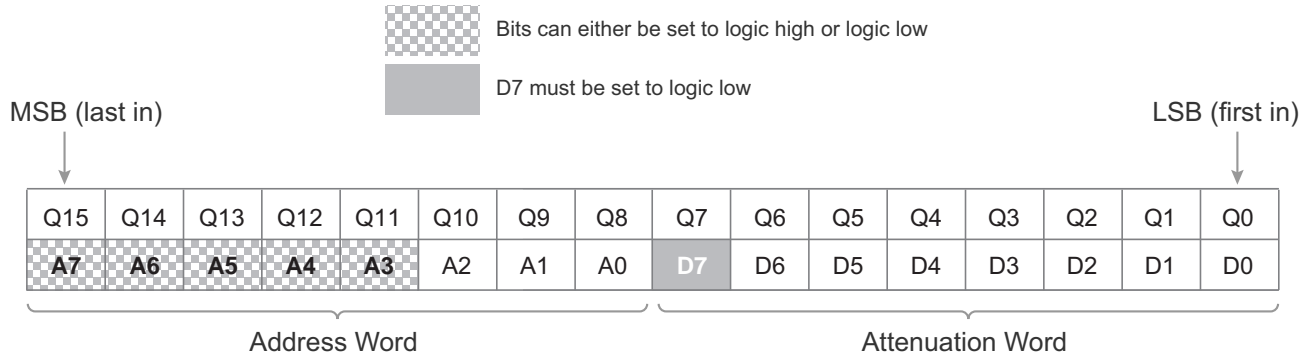 Bits can either be set to logic high or logic low
D7 must be set to logic low
MSB (last in) LSB (first in)
Q15 Q14 Q13 Q12 Q11 Q10 Q9 Q8 Q7 Q6 Q5 Q4 Q3 Q2 Q1 Q0
A7 A6 A5 A4 A3 A2 A1 A0 D7 D6 D5 D4 D3 D2 D1 D0
Address Word Attenuation Word